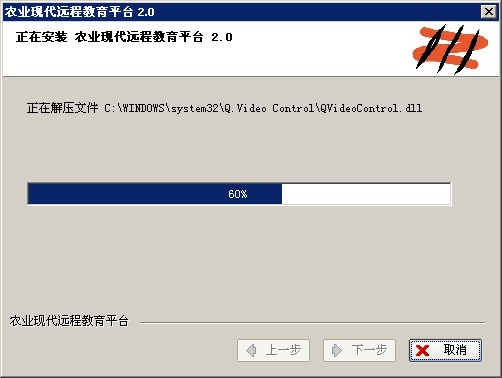 农业现代远程教育平台 2.0
正在安装 农业现代远程教育平台 2.0
正在解压文件 C:\WINDOWS\system32\Q.Video Control\QVideoControl.dll
60%
农业现代远程教育平台
上一步 下一步 取消